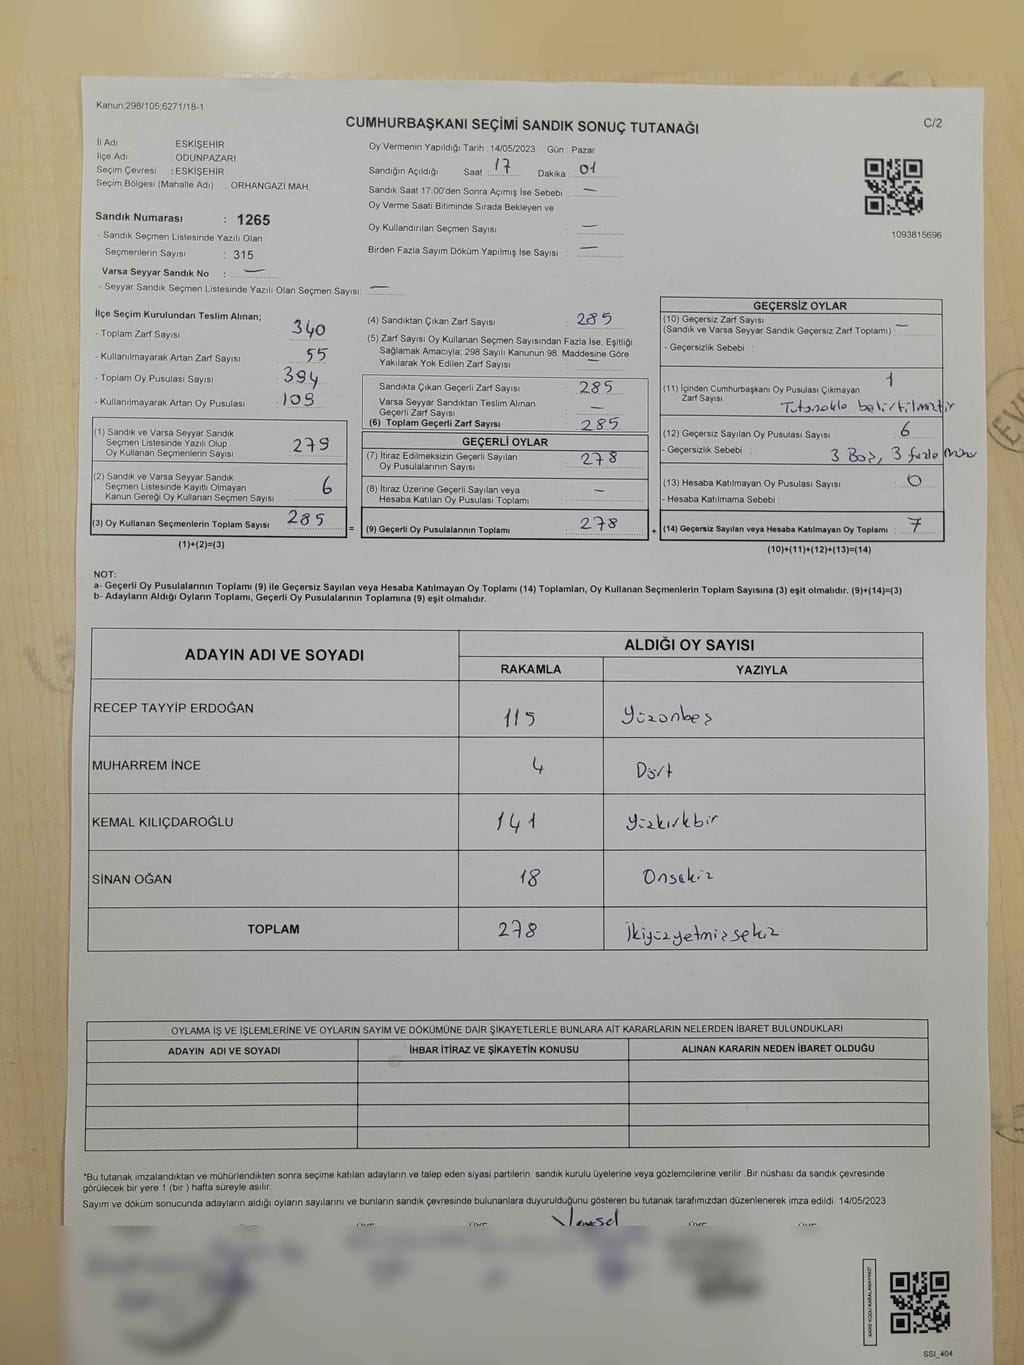 Kanun:298/105;6271/18-1
CUMHURBAŞKANI SEÇİMİ SANDIK SONUÇ TUTANAĞI
C/2
İl Adı ESKİŞEHİR
İlçe Adı ODUNPAZARI
Seçim Çevresi : ESKİŞEHİR
Seçim Bölgesi (Mahalle Adı) : ORHANGAZİ MAH.
Sandık Numarası : 1265
- Sandık Seçmen Listesinde Yazılı Olan
Seçmenlerin Sayısı : 315
Varsa Seyyar Sandık No : —
- Seyyar Sandık Seçmen Listesinde Yazılı Olan Seçmen Sayısı: —
Oy Vermenin Yapıldığı Tarih : 14/05/2023 Gün : Pazar
Sandığın Açıldığı Saat : 17 Dakika : 01
Sandık Saat 17:00'den Sonra Açımış İse Sebebi : —
Oy Verme Saati Bitiminde Sırada Bekleyen ve
Oy Kullandırılan Seçmen Sayısı : —
Birden Fazla Sayım Döküm Yapılmış İse Sayısı : —
1093815696
İlçe Seçim Kurulundan Teslim Alınan;
- Toplam Zarf Sayısı : 340
- Kullanılmayarak Artan Zarf Sayısı : 55
- Toplam Oy Pusulası Sayısı : 394
- Kullanılmayarak Artan Oy Pusulası : 109
(1) Sandık ve Varsa Seyyar Sandık
Seçmen Listesinde Yazılı Olup
Oy Kullanan Seçmenlerin Sayısı : 279
(2) Sandık ve Varsa Seyyar Sandık
Seçmen Listesinde Kayıtlı Olmayan
Kanun Gereği Oy Kullanan Seçmen Sayısı : 6
(3) Oy Kullanan Seçmenlerin Toplam Sayısı : 285
(1)+(2)=(3)
(4) Sandıktan Çıkan Zarf Sayısı : 285
(5) Zarf Sayısı Oy Kullanan Seçmen Sayısından Fazla İse, Eşitliği
Sağlamak Amacıyla; 298 Sayılı Kanunun 98. Maddesine Göre
Yakılarak Yok Edilen Zarf Sayısı : —
Sandıkta Çıkan Geçerli Zarf Sayısı : 285
Varsa Seyyar Sandıktan Teslim Alınan
Geçerli Zarf Sayısı : —
(6) Toplam Geçerli Zarf Sayısı : 285
GEÇERLİ OYLAR
(7) İtiraz Edilmeksizin Geçerli Sayılan
Oy Pusulalarının Sayısı : 278
(8) İtiraz Üzerine Geçerli Sayılan veya
Hesaba Katılan Oy Pusulası Toplamı : —
= (9) Geçerli Oy Pusulalarının Toplamı : 278 +
GEÇERSİZ OYLAR
(10) Geçersiz Zarf Sayısı
(Sandık ve Varsa Seyyar Sandık Geçersiz Zarf Toplamı) : —
- Geçersizlik Sebebi :
(11) İçinden Cumhurbaşkanı Oy Pusulası Çıkmayan 1
Zarf Sayısı : Tutanakla belirtilmiştir
(12) Geçersiz Sayılan Oy Pusulası Sayısı : 6
- Geçersizlik Sebebi : 3 Boş, 3 fazla Mühür
(13) Hesaba Katılmayan Oy Pusulası Sayısı : 0
- Hesaba Katılmama Sebebi :
(14) Geçersiz Sayılan veya Hesaba Katılmayan Oy Toplamı : 7
(10)+(11)+(12)+(13)=(14)
NOT:
a- Geçerli Oy Pusulalarının Toplamı (9) ile Geçersiz Sayılan veya Hesaba Katılmayan Oy Toplamı (14) Toplamları, Oy Kullanan Seçmenlerin Toplam Sayısına (3) eşit olmalıdır. (9)+(14)=(3)
b- Adayların Aldığı Oyların Toplamı, Geçerli Oy Pusulalarının Toplamına (9) eşit olmalıdır.
ADAYIN ADI VE SOYADI ALDIĞI OY SAYISI
RAKAMLA YAZIYLA
RECEP TAYYİP ERDOĞAN 115 Yüzonbeş
MUHARREM İNCE 4 Dört
KEMAL KILIÇDAROĞLU 141 Yüzkırkbir
SİNAN OĞAN 18 Onsekiz
TOPLAM 278 İkiyüzyetmişsekiz
OYLAMA İŞ VE İŞLEMLERİNE VE OYLARIN SAYIM VE DÖKÜMÜNE DAİR ŞİKAYETLERLE BUNLARA AİT KARARLARIN NELERDEN İBARET BULUNDUKLARI
ADAYIN ADI VE SOYADI İHBAR İTİRAZ VE ŞİKAYETİN KONUSU ALINAN KARARIN NEDEN İBARET OLDUĞU
*Bu tutanak imzalandıktan ve mühürlendikten sonra seçime katılan adayların ve talep eden siyasi partilerin sandık kurulu üyelerine veya gözlemcilerine verilir .Bir nüshası da sandık çevresinde
görülecek bir yere 1 (bir ) hafta süreyle asılır.
Sayım ve döküm sonucunda adayların aldığı oyların sayılarını ve bunların sandık çevresinde bulunanlara duyurulduğunu gösteren bu tutanak tarafımızdan düzenlenerek imza edildi. 14/05/2023
KARE KODU KARALAMAYINIZ!
SSI_404